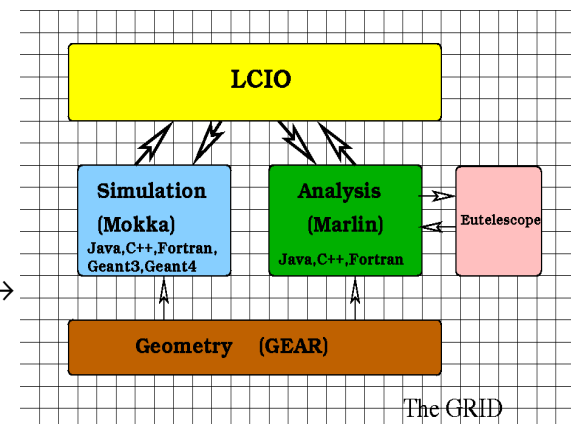 LCIO
Simulation
(Mokka)
Java,C++,Fortran,
Geant3,Geant4
Analysis
(Marlin)
Java,C++,Fortran
Eutelescope
Geometry (GEAR)
The GRID